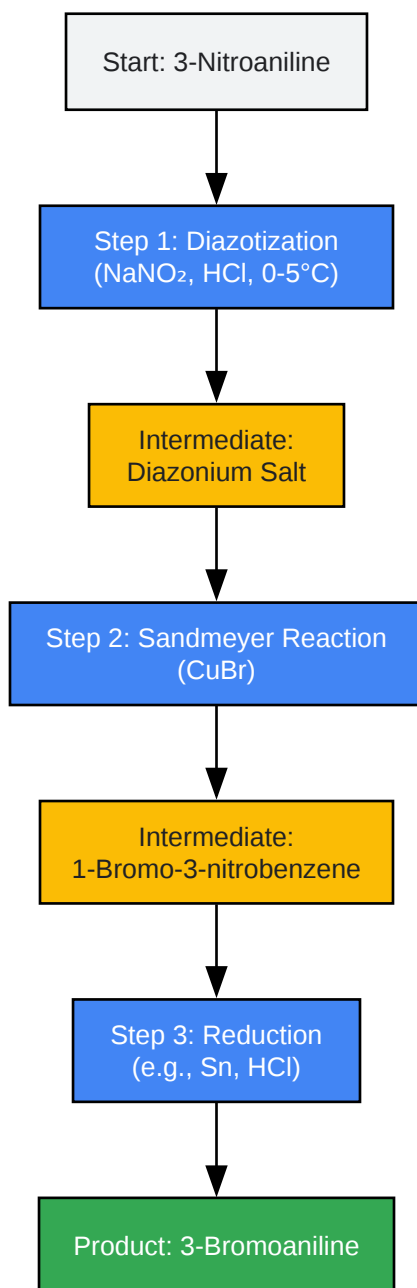 Start: 3-Nitroaniline
Step 1: Diazotization
(NaNO₂, HCl, 0-5°C)
Intermediate:
Diazonium Salt
Step 2: Sandmeyer Reaction
(CuBr)
Intermediate:
1-Bromo-3-nitrobenzene
Step 3: Reduction
(e.g., Sn, HCl)
Product: 3-Bromoaniline